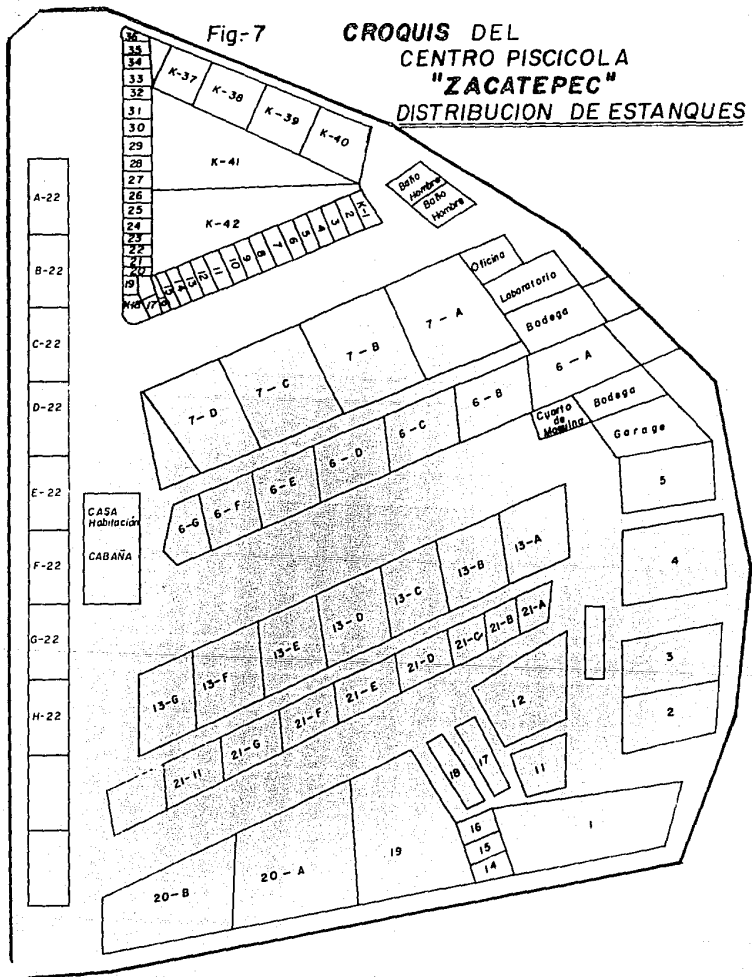 Fig.-7
CROQUIS DEL
CENTRO PISCICOLA
"ZACATEPEC"
DISTRIBUCION DE ESTANQUES
36
35
34
33
32
31
30
29
28
27
26
25
24
23
22
21
20
19
K-18
17
16
15
14
13
12
11
10
9
8
7
6
5
4
3
2
K-1
K-37
K-38
K-39
K-40
K-41
K-42
Baño
Hombre
Baño
Hombre
A-22
B-22
C-22
D-22
E-22
F-22
G-22
H-22
Oficina
Laboratorio
Bodega
7-A
7-B
7-C
7-D
6-A
6-B
6-C
6-D
6-E
6-F
6-G
Cuarto
de
Maquina
Bodega
Garage
5
4
3
2
CASA
Habitación
CABAÑA
13-A
13-B
13-C
13-D
13-E
13-F
13-G
21-A
21-B
21-C
21-D
21-E
21-F
21-G
21-11
12
11
17
18
16
15
14
1
19
20-A
20-B